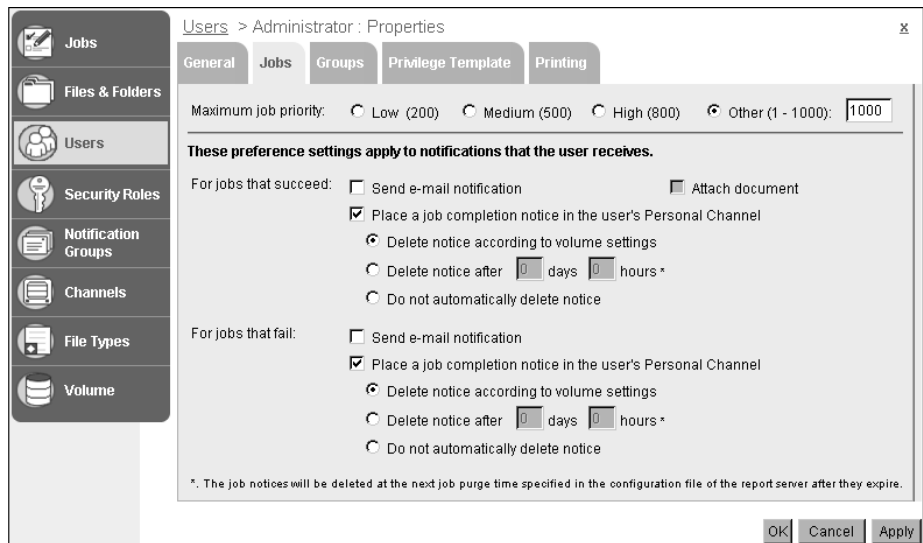 Jobs
Files & Folders
Users
Security Roles
Notification
Groups
Channels
File Types
Volume
Users > Administrator : Properties
x
General Jobs Groups Privilege Template Printing
Maximum job priority: Low (200) Medium (500) High (800) Other (1 - 1000): 1000
These preference settings apply to notifications that the user receives.
For jobs that succeed: Send e-mail notification Attach document
Place a job completion notice in the user's Personal Channel
Delete notice according to volume settings
Delete notice after 0 days 0 hours *
Do not automatically delete notice
For jobs that fail: Send e-mail notification
Place a job completion notice in the user's Personal Channel
Delete notice according to volume settings
Delete notice after 0 days 0 hours *
Do not automatically delete notice
*. The job notices will be deleted at the next job purge time specified in the configuration file of the report server after they expire.
OK Cancel Apply